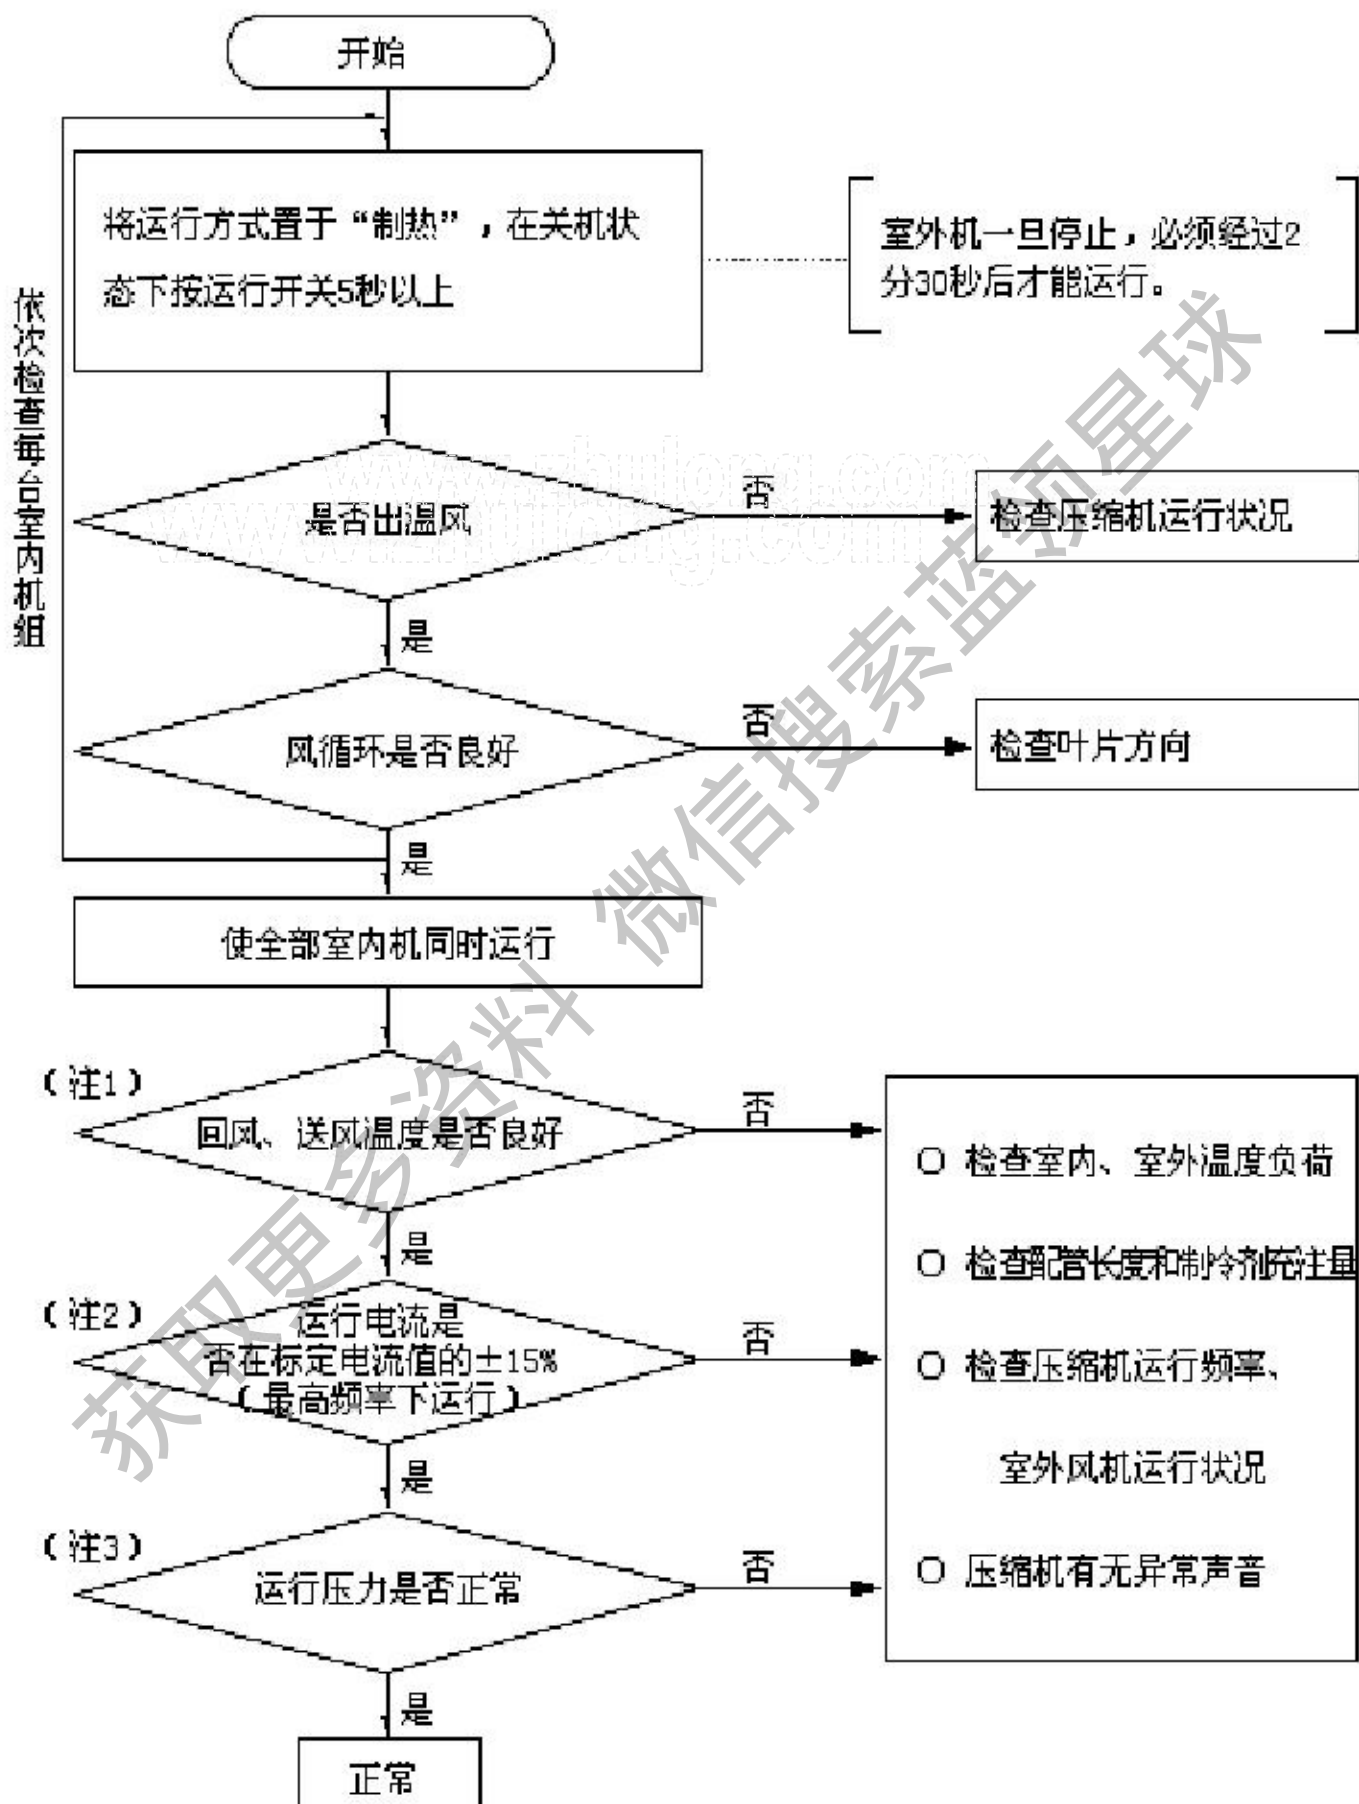 开始
将运行方式置于“制热”，在关机状
态下按运行开关5秒以上
室外机一旦停止，必须经过2
分30秒后才能运行。
依次检查每台室内机组
是否出温风
否
检查压缩机运行状况
是
风循环是否良好
否
检查叶片方向
是
使全部室内机同时运行
（注1）
回风、送风温度是否良好
否
是
（注2）
运行电流是
否在标定电流值的±15%
（最高频率下运行）
否
是
（注3）
运行压力是否正常
否
是
正常
○ 检查室内、室外温度负荷
○ 检查配管长度和制冷剂充注量
○ 检查压缩机运行频率、
室外风机运行状况
○ 压缩机有无异常声音
www.zhulong.com
www.zhulong.com
获取更多资料 微信搜索蓝领星球